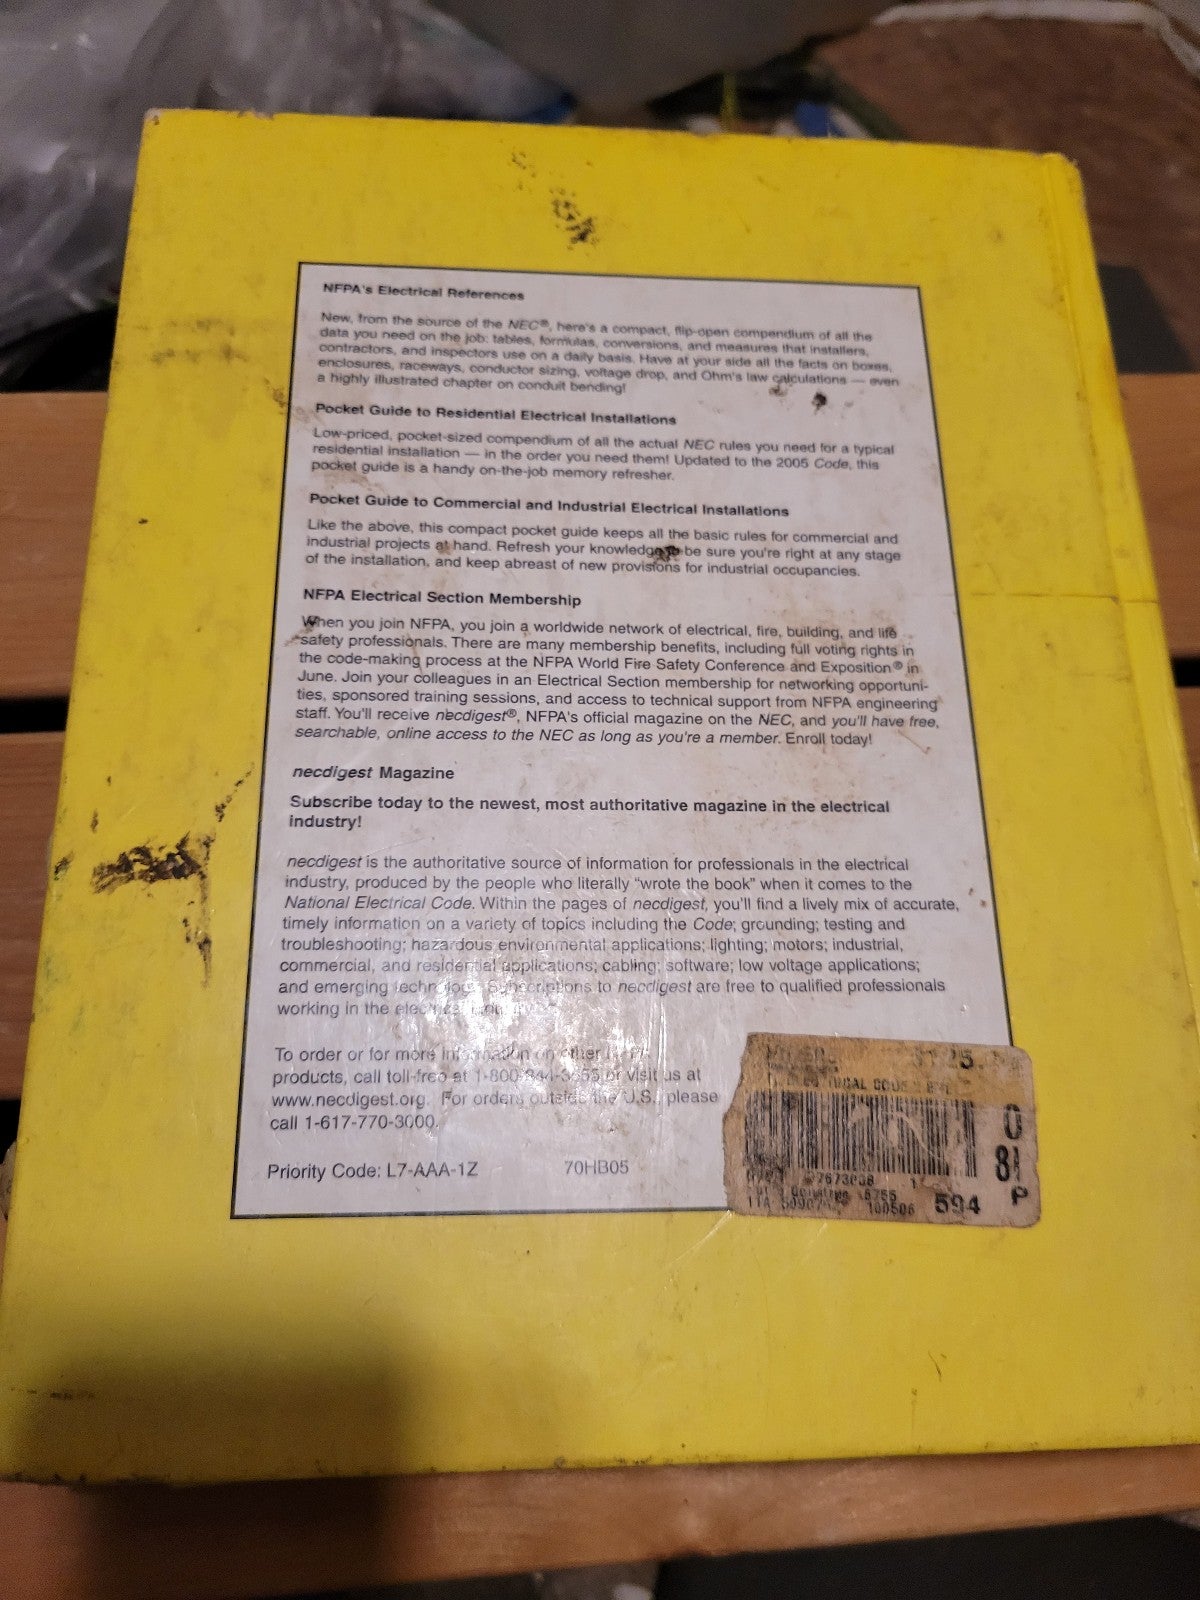 NFPA's Electrical References
New, from the source of the NEC®, here's a compact, flip-open compendium of all the
data you need on the job: tables, formulas, conversions, and measures that installers,
contractors, and inspectors use on a daily basis. Have at your side all the facts on boxes,
enclosures, raceways, conductor sizing, voltage drop, and Ohm's law calculations — even
a highly illustrated chapter on conduit bending!
Pocket Guide to Residential Electrical Installations
Low-priced, pocket-sized compendium of all the actual NEC rules you need for a typical
residential installation — in the order you need them! Updated to the 2005 Code, this
pocket guide is a handy on-the-job memory refresher.
Pocket Guide to Commercial and Industrial Electrical Installations
Like the above, this compact pocket guide keeps all the basic rules for commercial and
industrial projects at hand. Refresh your knowledge to be sure you're right at any stage
of the installation, and keep abreast of new provisions for industrial occupancies.
NFPA Electrical Section Membership
When you join NFPA, you join a worldwide network of electrical, fire, building, and life
safety professionals. There are many membership benefits, including full voting rights in
the code-making process at the NFPA World Fire Safety Conference and Exposition® in
June. Join your colleagues in an Electrical Section membership for networking opportuni-
ties, sponsored training sessions, and access to technical support from NFPA engineering
staff. You'll receive necdigest®, NFPA's official magazine on the NEC, and you'll have free,
searchable, online access to the NEC as long as you're a member. Enroll today!
necdigest Magazine
Subscribe today to the newest, most authoritative magazine in the electrical
industry!
necdigest is the authoritative source of information for professionals in the electrical
industry, produced by the people who literally “wrote the book” when it comes to the
National Electrical Code. Within the pages of necdigest, you'll find a lively mix of accurate,
timely information on a variety of topics including the Code; grounding; testing and
troubleshooting; hazardous environmental applications; lighting; motors; industrial,
commercial, and residential applications; cabling; software; low voltage applications;
and emerging Subscriptions to necdigest are free to qualified professionals
working in the
To order or for more information on other
products, call toll-free at or visit us at
www.necdigest.org. For orders outside the U.S., please
call 1-617-770-3000.
Priority Code: L7-AAA-1Z 70HB05
594
P